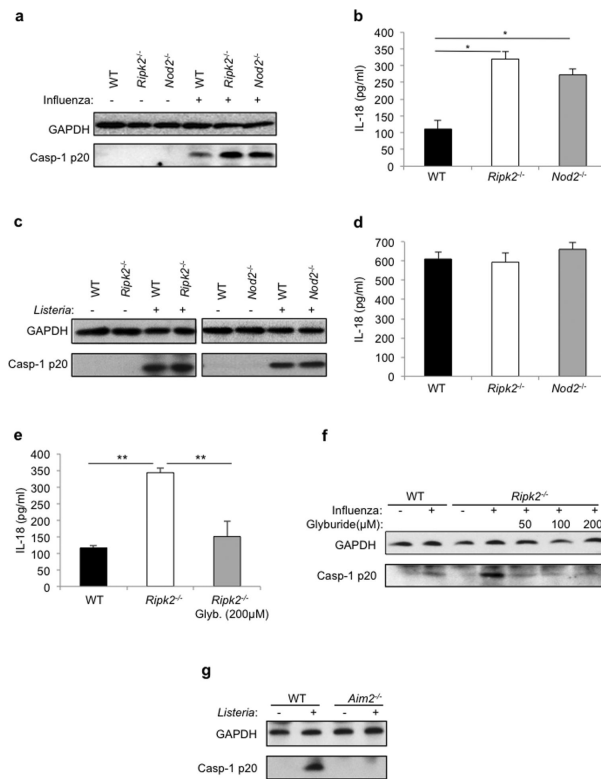 a
WT
Ripk2-/-
Nod2-/-
WT
Ripk2-/-
Nod2-/-
Influenza: - - - + + +
GAPDH
Casp-1 p20
b
*
*
IL-18 (pg/ml)
400
350
300
250
200
150
100
50
0
WT Ripk2-/- Nod2-/-
c
WT
Ripk2-/-
WT
Ripk2-/-
WT
Nod2-/-
WT
Nod2-/-
Listeria: - - + + - - + +
GAPDH
Casp-1 p20
d
IL-18 (pg/ml)
700
600
500
400
300
200
100
0
WT Ripk2-/- Nod2-/-
e
** **
IL-18 (pg/ml)
400
350
300
250
200
150
100
50
0
WT Ripk2-/- Ripk2-/-
Glyb. (200μM)
f
WT Ripk2-/-
Influenza: - + - + + + +
Glyburide(μM): 50 100 200
GAPDH
Casp-1 p20
g
WT Aim2-/-
Listeria: - + - +
GAPDH
Casp-1 p20